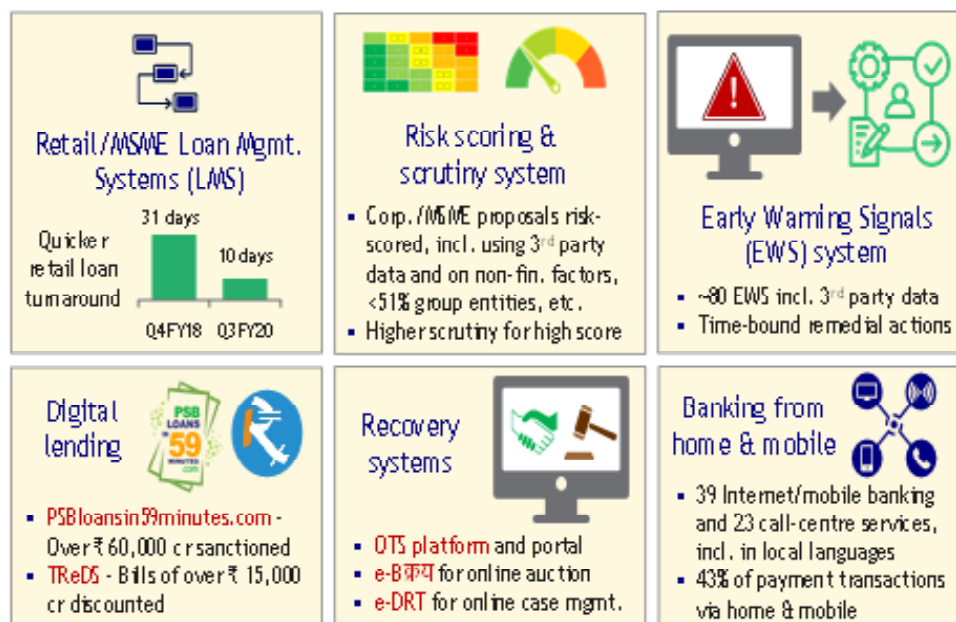 Retail/MSME Loan Mgmt.
Systems (LMS)
31 days
Quicker
retail loan
turnaround
10 days
Q4FY18 Q3FY20
Risk scoring &
scrutiny system
▪ Corp./MSME proposals risk-
scored, incl. using 3rd party
data and on non-fin. factors,
<51% group entities, etc.
▪ Higher scrutiny for high score
!
Early Warning Signals
(EWS) system
▪ ~80 EWS incl. 3rd party data
▪ Time-bound remedial actions
Digital
lending
PSB
LOANS
IN
59
MINUTES
.com
▪ PSBloansin59minutes.com -
Over ₹ 60,000 cr sanctioned
▪ TReDS - Bills of over ₹ 15,000
cr discounted
Recovery
systems
▪ OTS platform and portal
▪ e-Bक्रय for online auction
▪ e-DRT for online case mgmt.
Banking from
home & mobile
▪ 39 Internet/mobile banking
and 23 call-centre services,
incl. in local languages
▪ 43% of payment transactions
via home & mobile